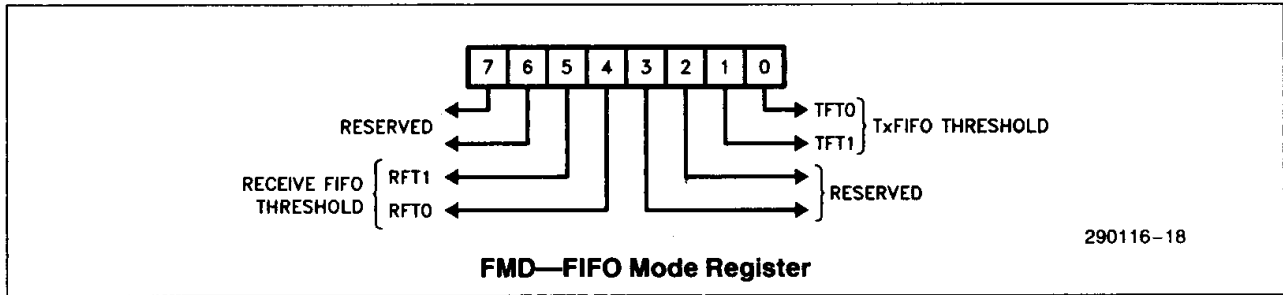 7 6 5 4 3 2 1 0
RESERVED
RECEIVE FIFO
THRESHOLD
RFT1
RFT0
TFT0
TFT1
TxFIFO THRESHOLD
RESERVED
290116-18
FMD—FIFO Mode Register